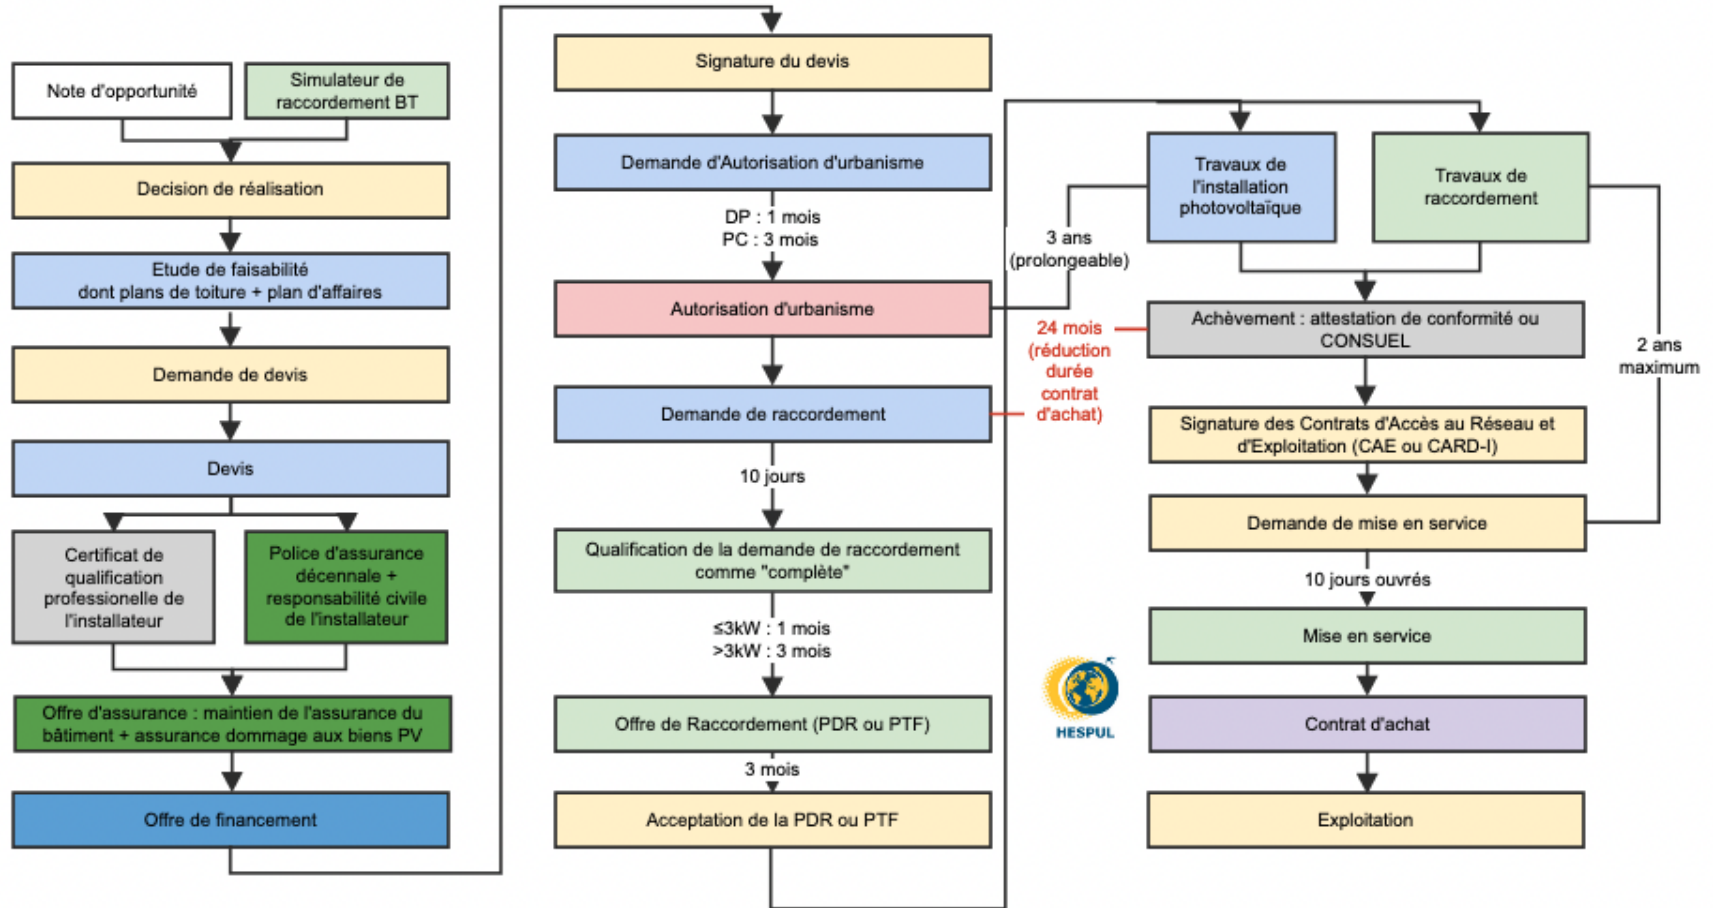 Note d'opportunité
Simulateur de
raccordement BT
Decision de réalisation
Etude de faisabilité
dont plans de toiture + plan d'affaires
Demande de devis
Devis
Certificat de
qualification
professionelle de
l'installateur
Police d'assurance
décennale +
responsabilité civile
de l'installateur
Offre d'assurance : maintien de l'assurance du
bâtiment + assurance dommage aux biens PV
Offre de financement
Signature du devis
Demande d'Autorisation d'urbanisme
DP : 1 mois
PC : 3 mois
Autorisation d'urbanisme
Demande de raccordement
10 jours
Qualification de la demande de raccordement
comme "complète"
≤3kW : 1 mois
>3kW : 3 mois
Offre de Raccordement (PDR ou PTF)
3 mois
Acceptation de la PDR ou PTF
3 ans
(prolongeable)
24 mois
(réduction
durée
contrat
d'achat)
HESPUL
Travaux de
l'installation
photovoltaïque
Travaux de
raccordement
Achèvement : attestation de conformité ou
CONSUEL
2 ans
maximum
Signature des Contrats d'Accès au Réseau et
d'Exploitation (CAE ou CARD-I)
Demande de mise en service
10 jours ouvrés
Mise en service
Contrat d'achat
Exploitation